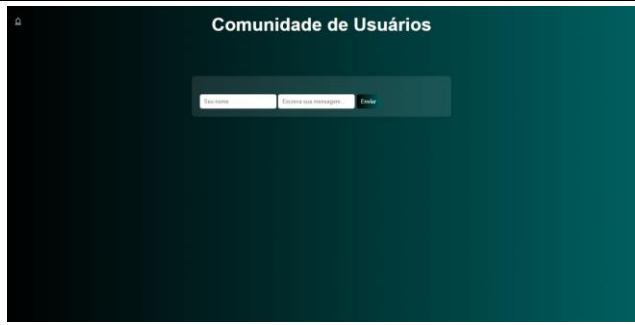 Comunidade de Usuários
Seu nome
Escreva sua mensagem...
Enviar